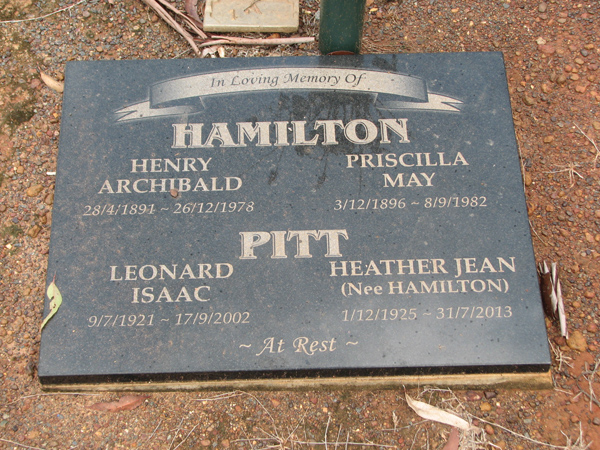 In Loving Memory Of
HAMILTON
HENRY ARCHIBALD
28/4/1891 ~ 26/12/1978
PRISCILLA MAY
3/12/1896 ~ 8/9/1982
PITT
LEONARD ISAAC
9/7/1921 ~ 17/9/2002
HEATHER JEAN
(Nee HAMILTON)
1/12/1925 ~ 31/7/2013
~ At Rest ~